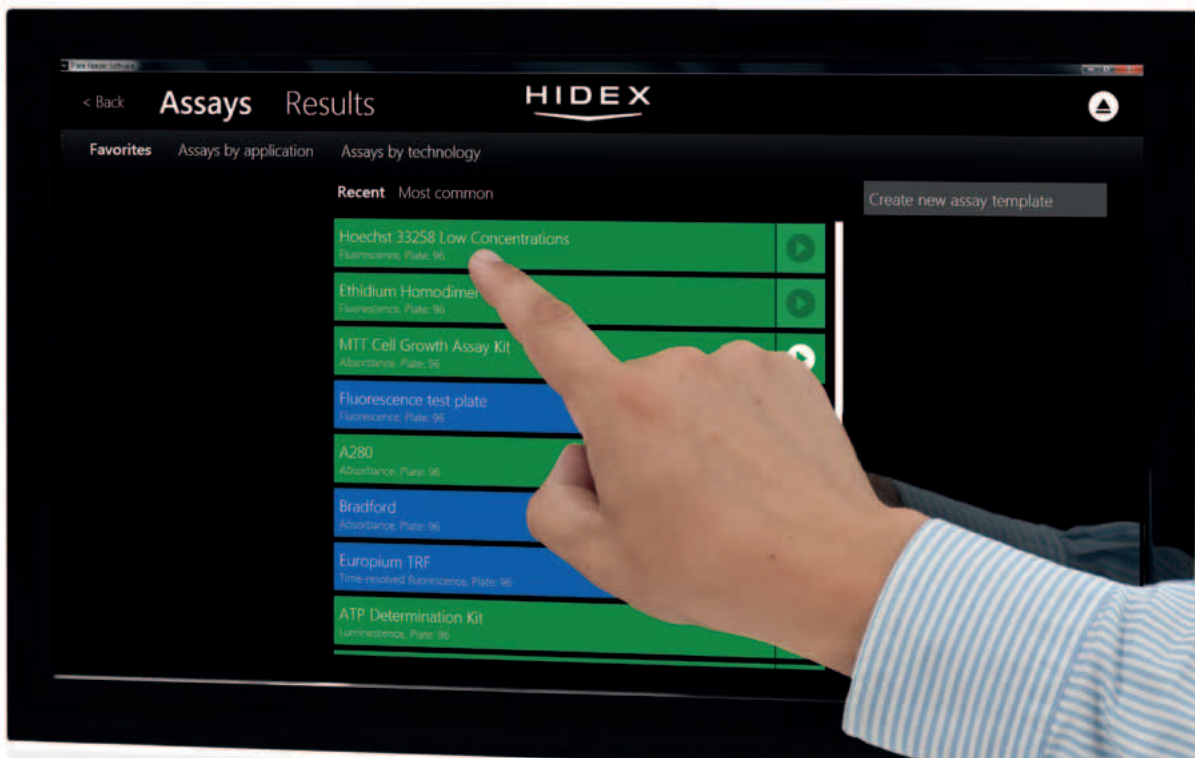 Plate Reader Software
< Back Assays Results HIDEX
Favorites Assays by application Assays by technology
Recent Most common
Create new assay template
Hoechst 33258 Low Concentrations
Fluorescence, Plate: 96
Ethidium Homodimer
Fluorescence, Plate: 96
MTT Cell Growth Assay Kit
Absorbance, Plate: 96
Fluorescence test plate
Fluorescence, Plate: 96
A280
Absorbance, Plate: 96
Bradford
Absorbance, Plate: 96
Europium TRF
Time-resolved fluorescence, Plate: 96
ATP Determination Kit
Luminescence, Plate: 96